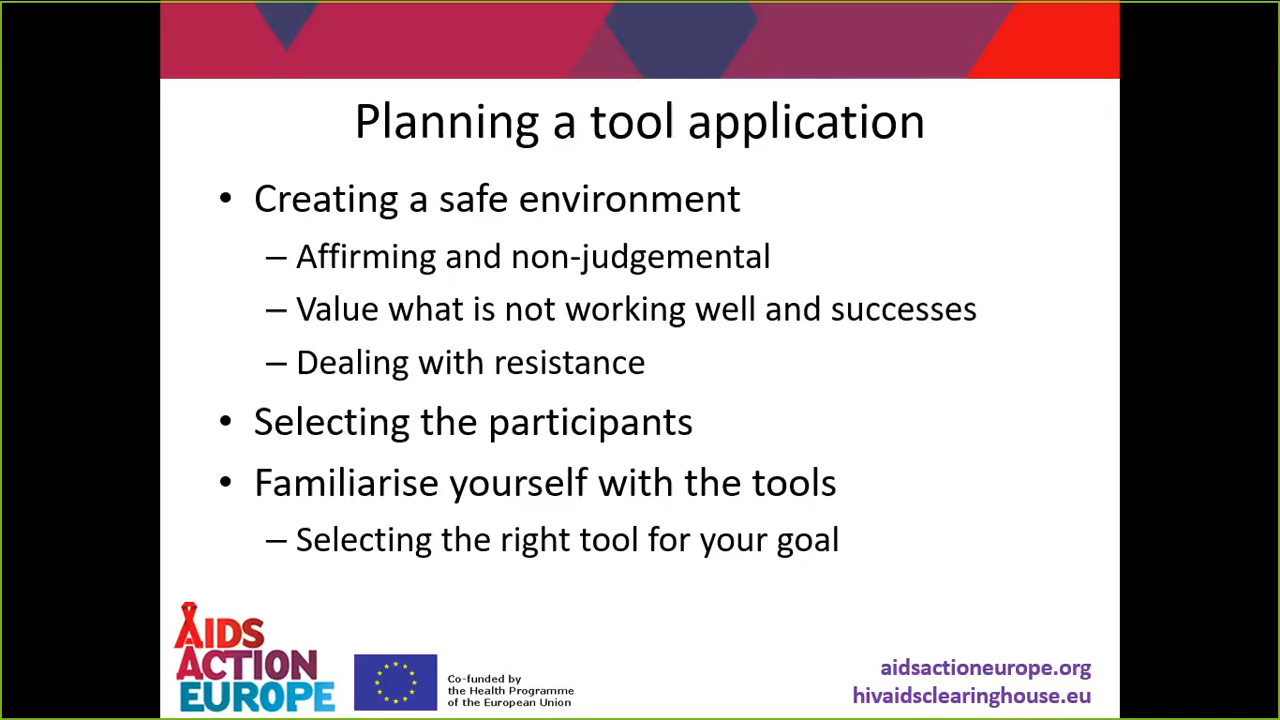 Planning a tool application
• Creating a safe environment
– Affirming and non-judgemental
– Value what is not working well and successes
– Dealing with resistance
• Selecting the participants
• Familiarise yourself with the tools
– Selecting the right tool for your goal
AIDS
ACTION
EUROPE
Co-funded by
the Health Programme
of the European Union
aidsactioneurope.org
hivaidsclearinghouse.eu